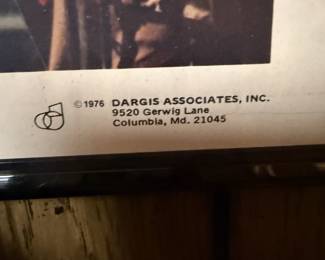 ©1976 DARGIS ASSOCIATES, INC.
9520 Gerwig Lane
Columbia, Md. 21045